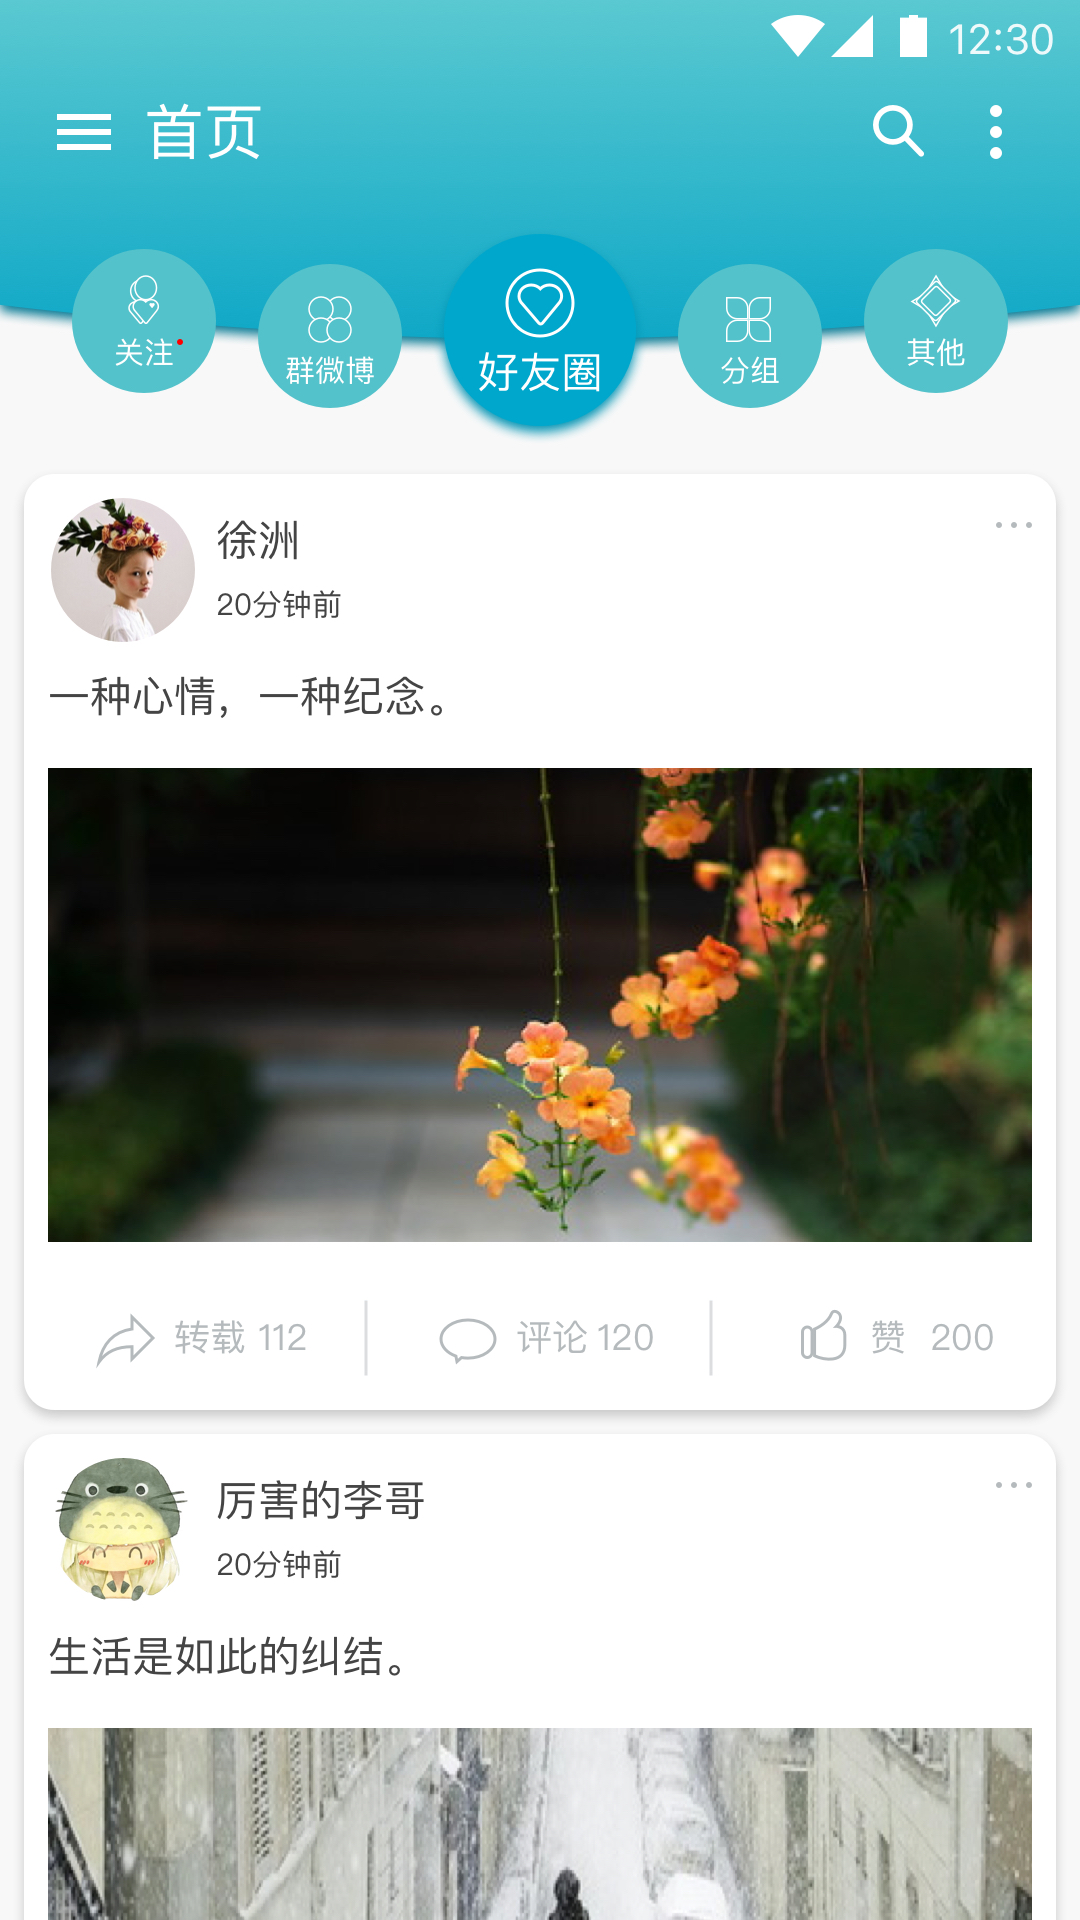 12:30
首页
关注
群微博
好友圈
分组
其他
徐洲
20分钟前
一种心情，一种纪念。
转载 112
评论 120
赞 200
厉害的李哥
20分钟前
生活是如此的纠结。